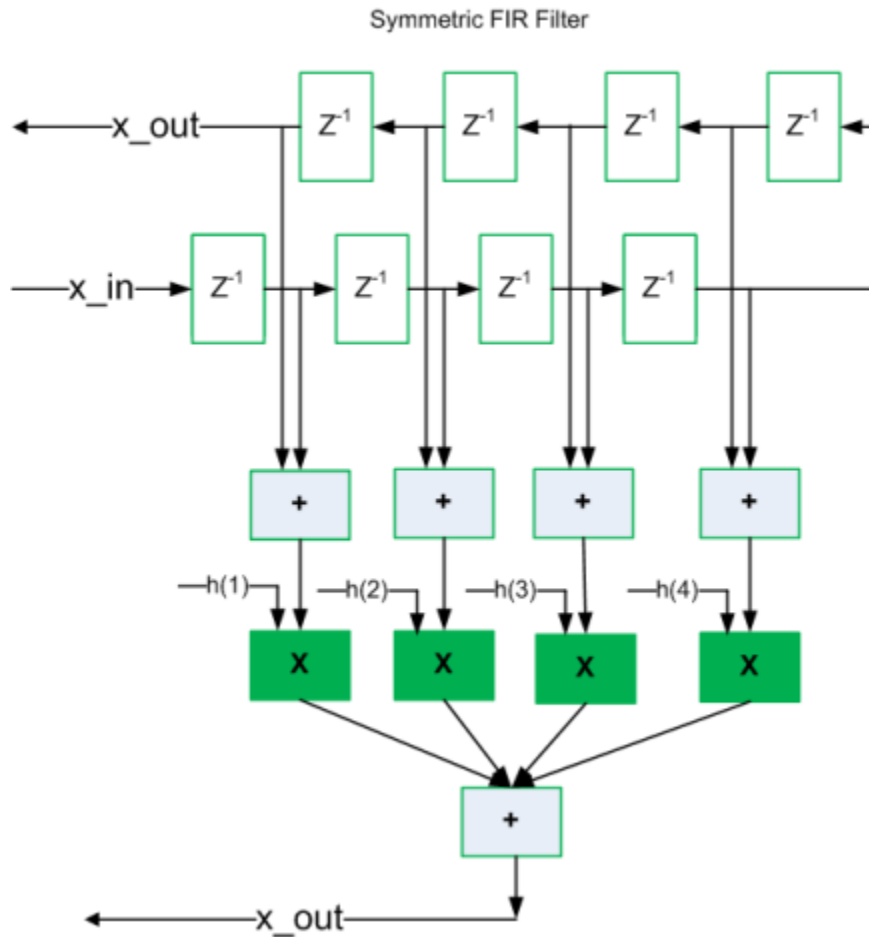 Symmetric FIR Filter
x_out Z⁻¹ Z⁻¹ Z⁻¹ Z⁻¹
x_in Z⁻¹ Z⁻¹ Z⁻¹ Z⁻¹
+ + + +
h(1) h(2) h(3) h(4)
X X X X
+
x_out